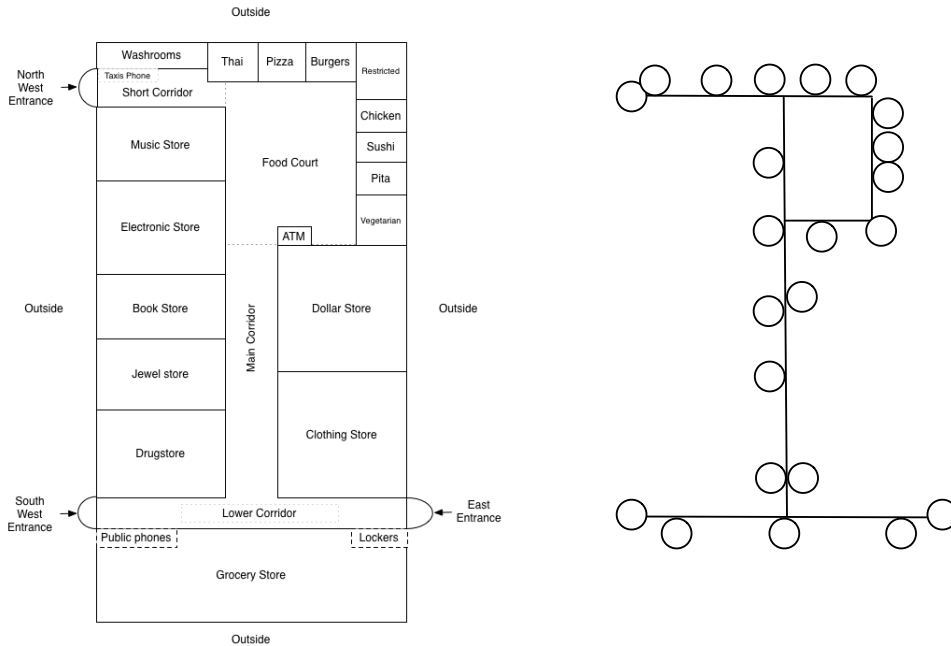 Outside
Washrooms
Thai
Pizza
Burgers
Restricted
Taxis Phone
North
West
Entrance
Short Corridor
Chicken
Music Store
Sushi
Food Court
Pita
Electronic Store
Vegetarian
ATM
Outside
Book Store
Main Corridor
Dollar Store
Outside
Jewel store
Clothing Store
Drugstore
South
West
Entrance
Lower Corridor
East
Entrance
Public phones
Lockers
Grocery Store
Outside